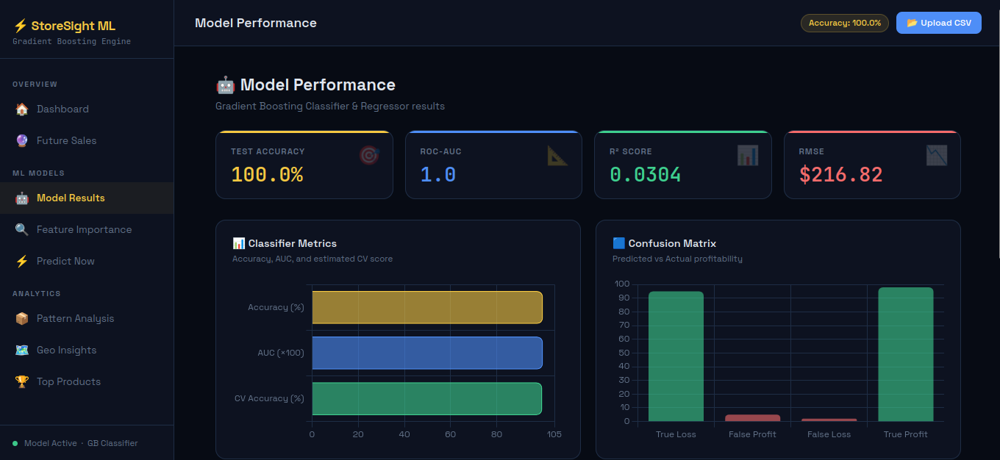 ⚡ StoreSight ML
Gradient Boosting Engine
OVERVIEW
🏠 Dashboard
🔮 Future Sales
ML MODELS
🤖 Model Results
🔍 Feature Importance
⚡ Predict Now
ANALYTICS
📦 Pattern Analysis
🗺️ Geo Insights
🏆 Top Products
Model Active · GB Classifier
Model Performance
Accuracy: 100.0%
📂 Upload CSV
🤖 Model Performance
Gradient Boosting Classifier & Regressor results
TEST ACCURACY
100.0%
ROC-AUC
1.0
R² SCORE
0.0304
RMSE
$216.82
📊 Classifier Metrics
Accuracy, AUC, and estimated CV score
Accuracy (%)
AUC (×100)
CV Accuracy (%)
0 20 40 60 80 105
🟦 Confusion Matrix
Predicted vs Actual profitability
100
90
80
70
60
50
40
30
20
10
0
True Loss False Profit False Loss True Profit